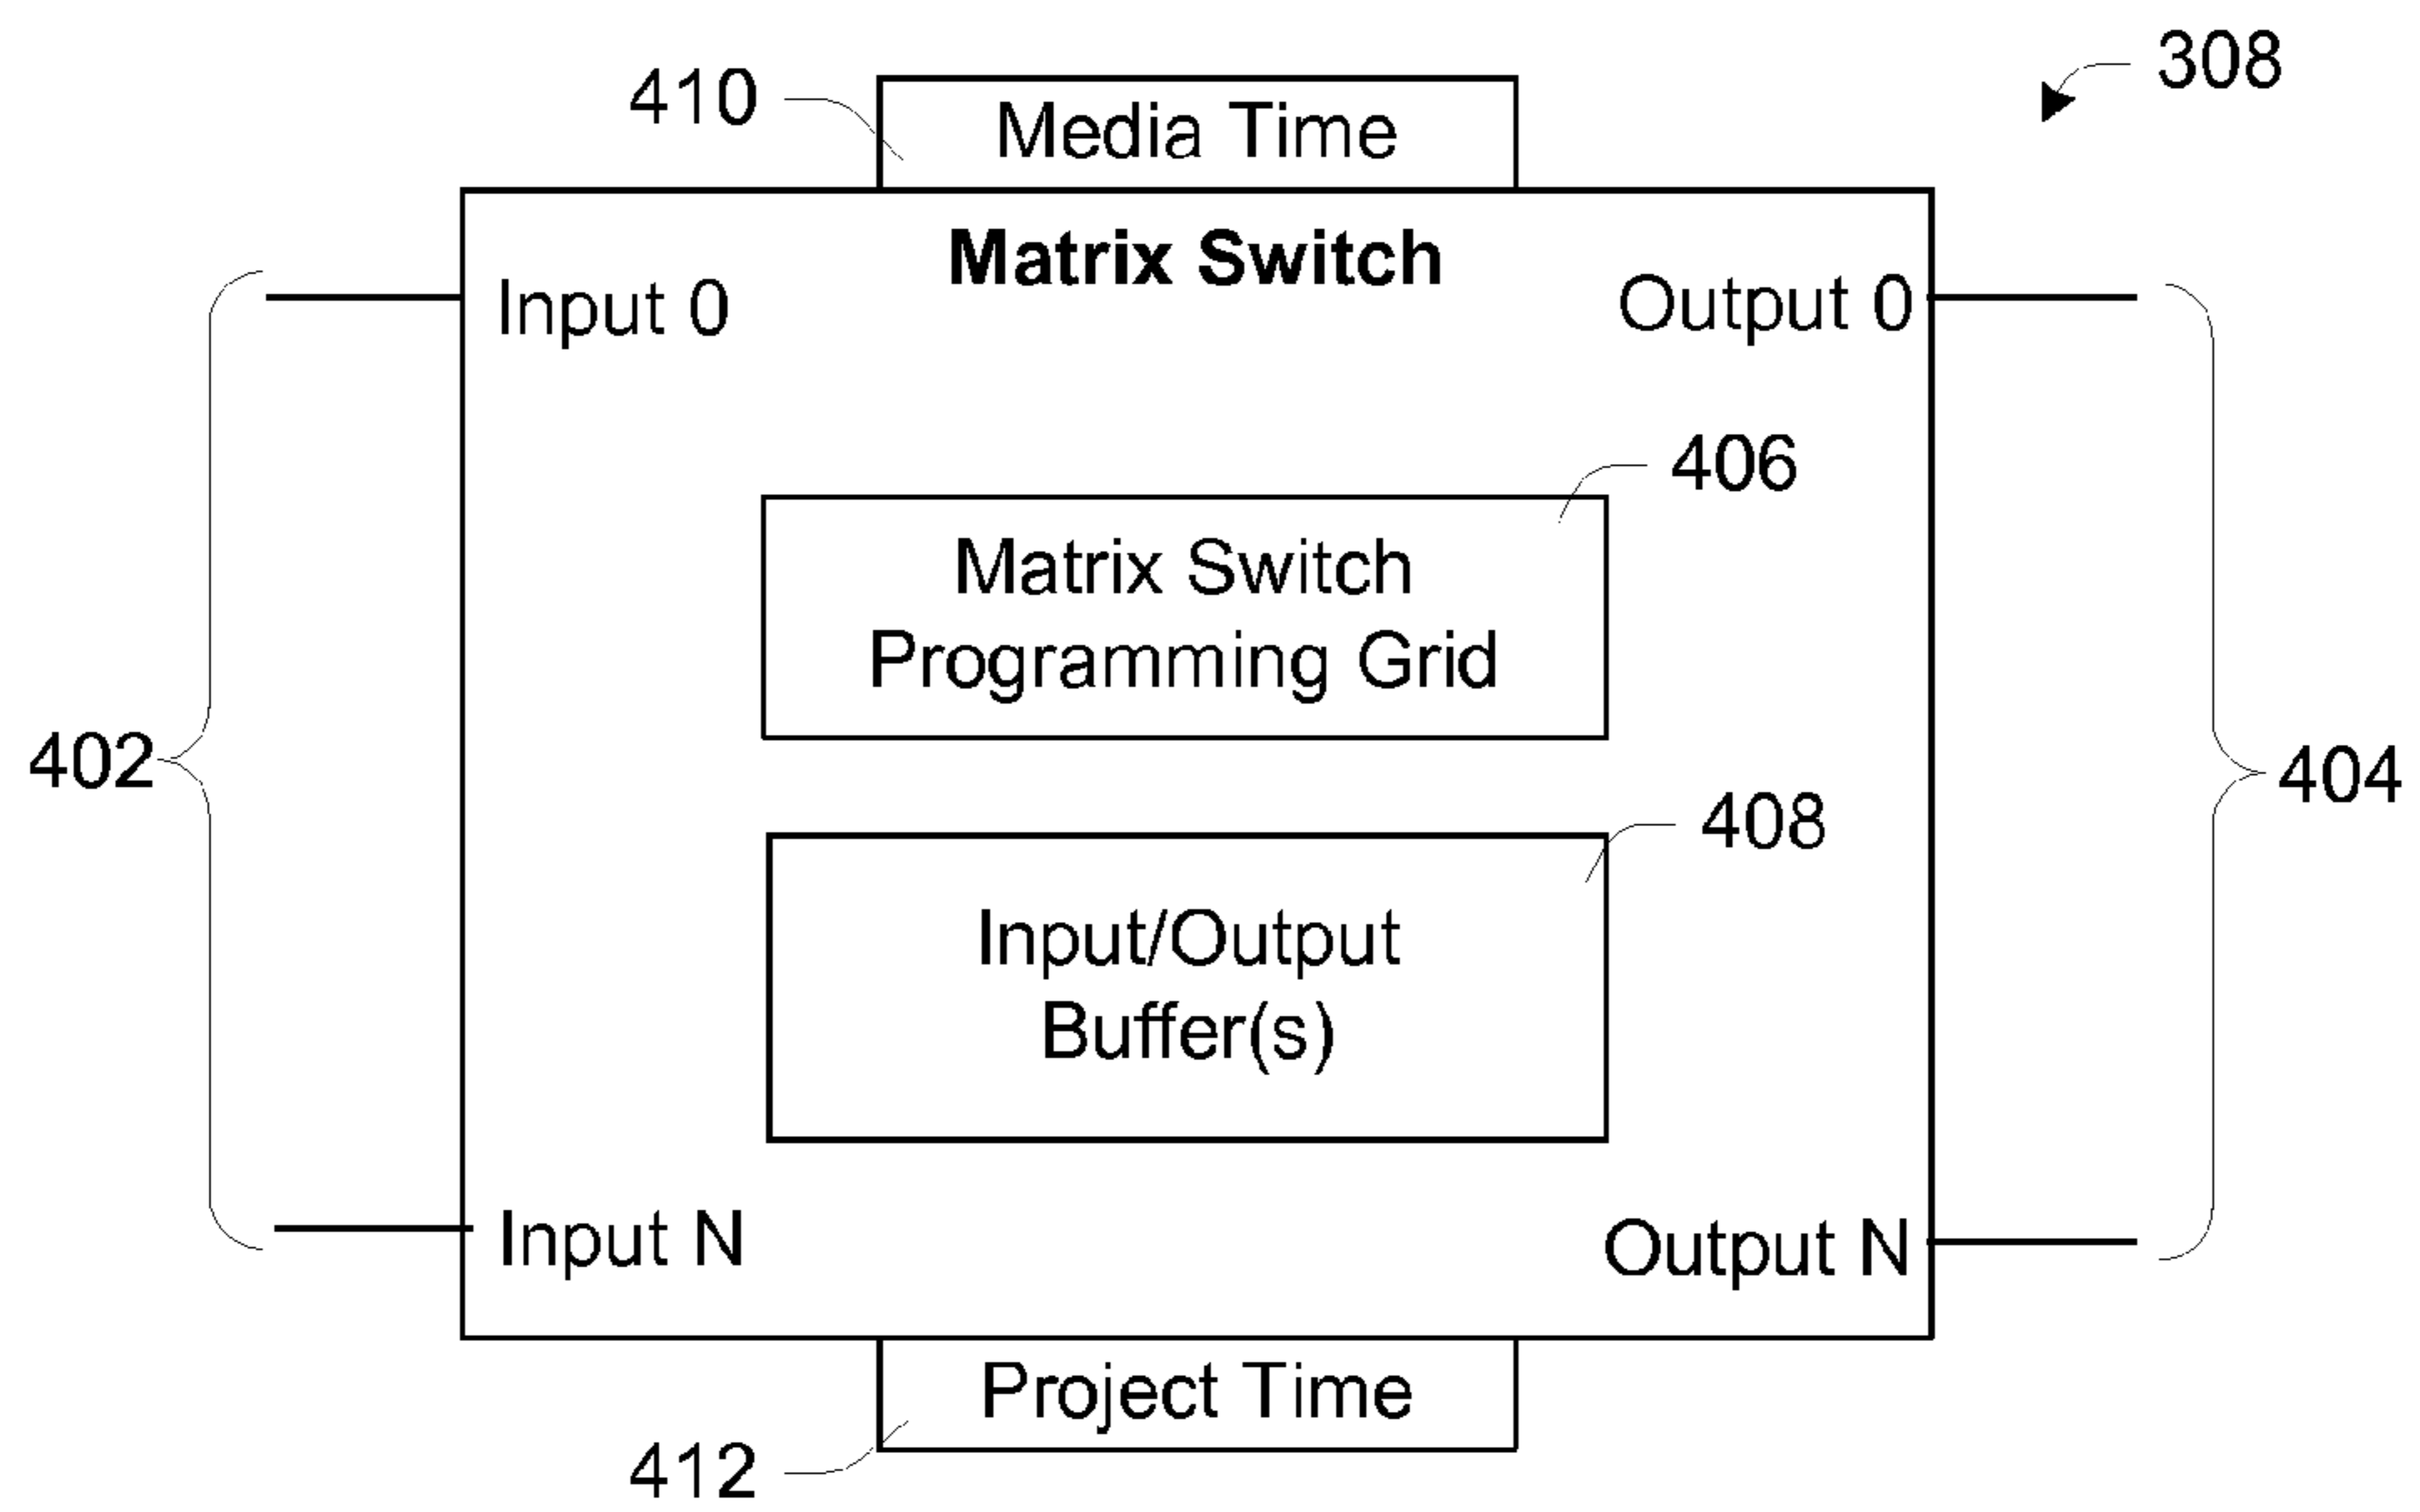 308
410
Media Time
Matrix Switch
Input 0
Output 0
406
Matrix Switch
Programming Grid
402
404
408
Input/Output
Buffer(s)
Input N
Output N
Project Time
412